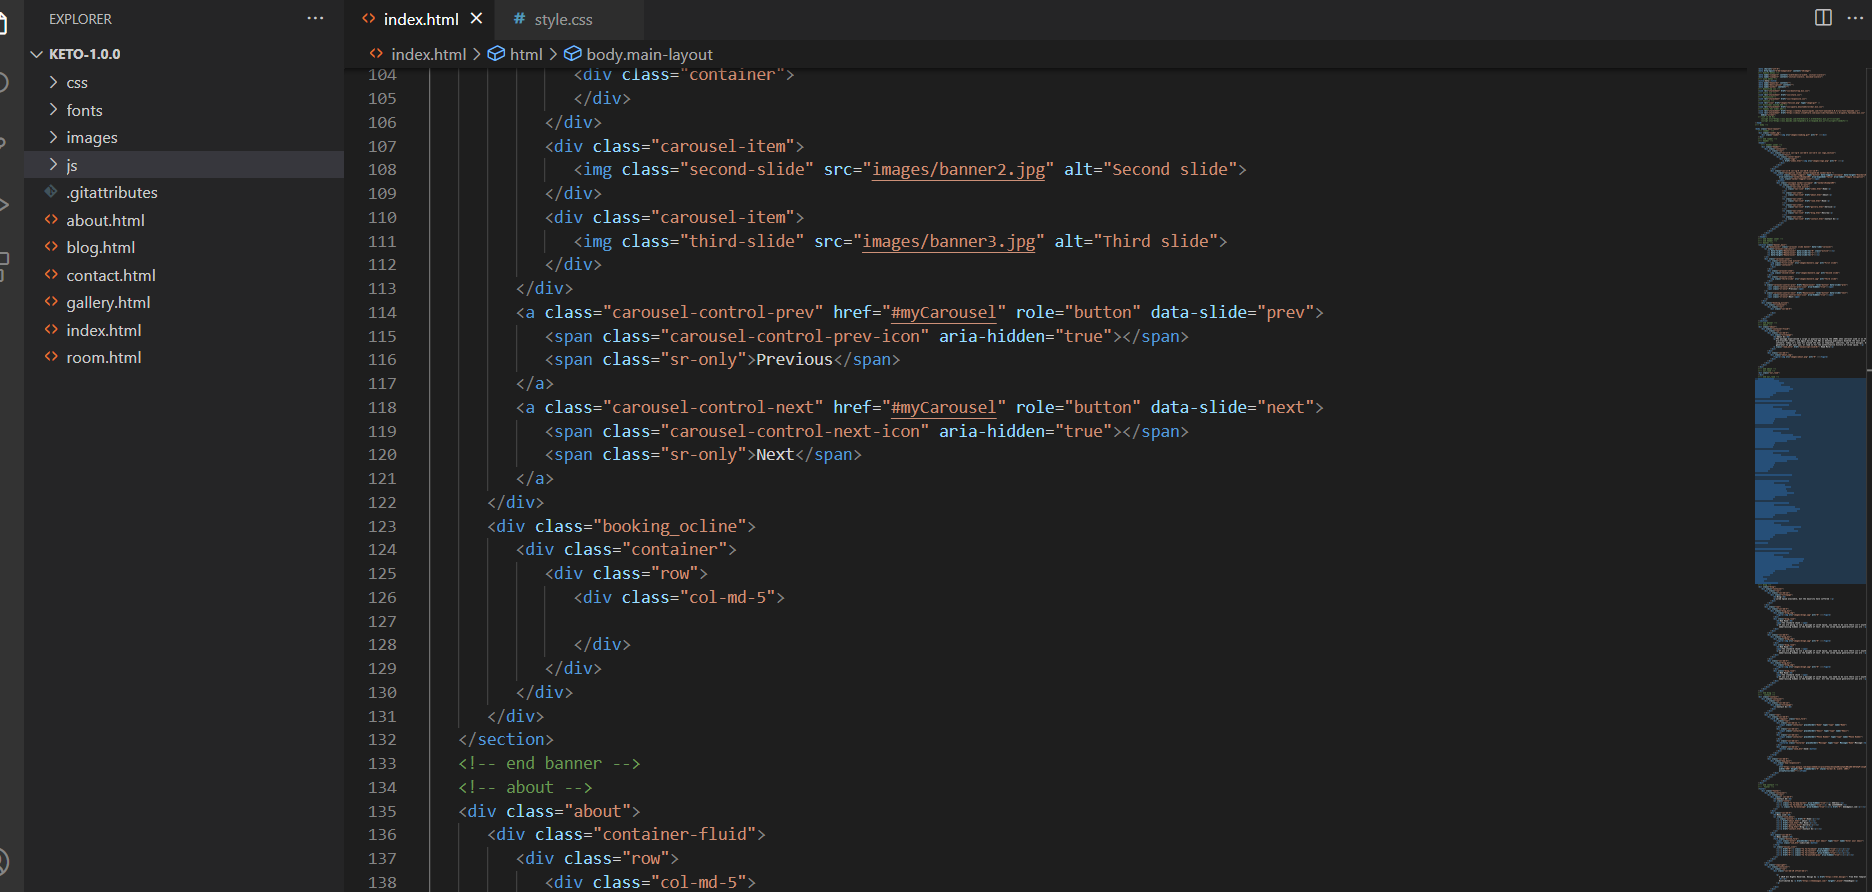 EXPLORER
···
KETO-1.0.0
css
fonts
images
js
.gitattributes
about.html
blog.html
contact.html
gallery.html
index.html
room.html
index.html
# style.css
index.html > html > body.main-layout
104 <div class="container">
105 </div>
106 </div>
107 <div class="carousel-item">
108 <img class="second-slide" src="images/banner2.jpg" alt="Second slide">
109 </div>
110 <div class="carousel-item">
111 <img class="third-slide" src="images/banner3.jpg" alt="Third slide">
112 </div>
113 </div>
114 <a class="carousel-control-prev" href="#myCarousel" role="button" data-slide="prev">
115 <span class="carousel-control-prev-icon" aria-hidden="true"></span>
116 <span class="sr-only">Previous</span>
117 </a>
118 <a class="carousel-control-next" href="#myCarousel" role="button" data-slide="next">
119 <span class="carousel-control-next-icon" aria-hidden="true"></span>
120 <span class="sr-only">Next</span>
121 </a>
122 </div>
123 <div class="booking_ocline">
124 <div class="container">
125 <div class="row">
126 <div class="col-md-5">
127
128 </div>
129 </div>
130 </div>
131 </div>
132 </section>
133 <!-- end banner -->
134 <!-- about -->
135 <div class="about">
136 <div class="container-fluid">
137 <div class="row">
138 <div class="col-md-5">